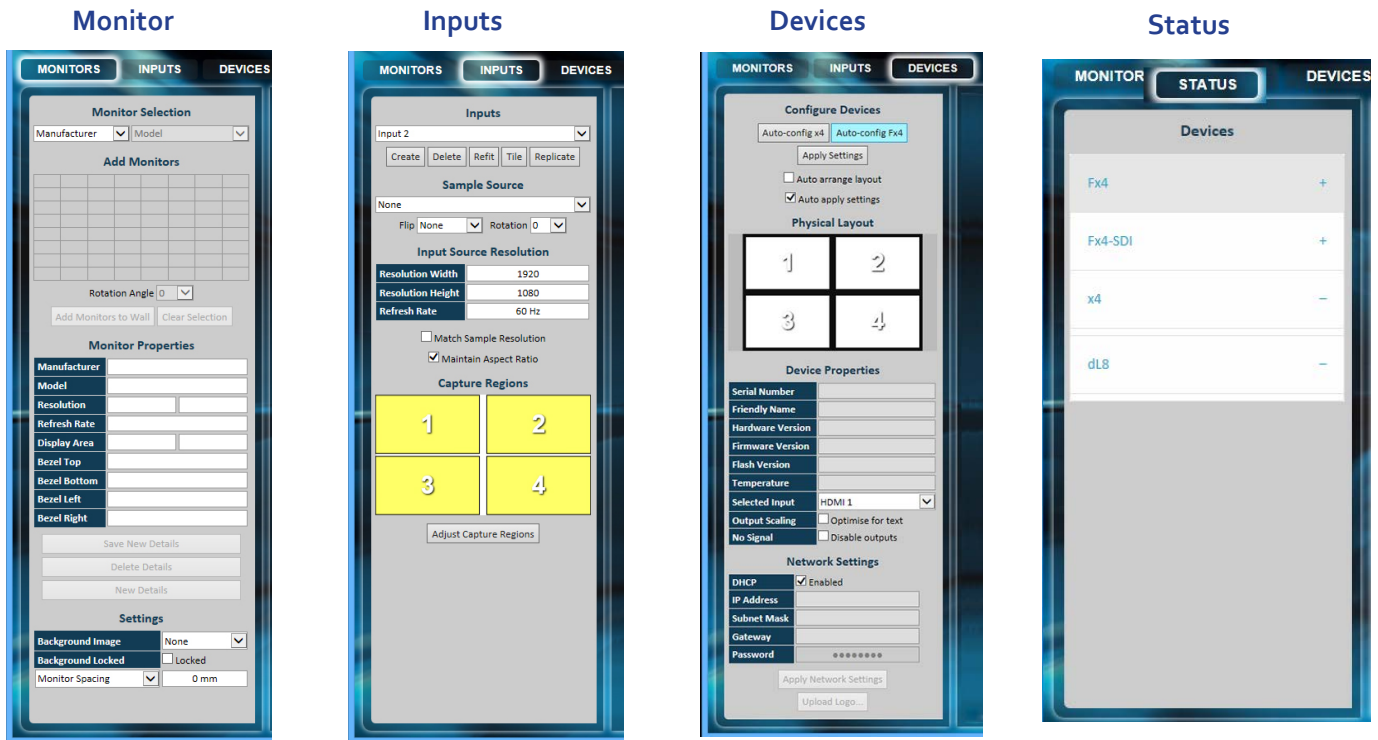 Monitor
MONITORS INPUTS DEVICES
Monitor Selection
Manufacturer Model
Add Monitors
Rotation Angle 0
Add Monitors to Wall Clear Selection
Monitor Properties
Manufacturer
Model
Resolution
Refresh Rate
Display Area
Bezel Top
Bezel Bottom
Bezel Left
Bezel Right
Save New Details
Delete Details
New Details
Settings
Background Image None
Background Locked Locked
Monitor Spacing 0 mm
Inputs
MONITORS INPUTS DEVICES
Inputs
Input 2
Create Delete Refit Tile Replicate
Sample Source
None
Flip None Rotation 0
Input Source Resolution
Resolution Width 1920
Resolution Height 1080
Refresh Rate 60 Hz
Match Sample Resolution
Maintain Aspect Ratio
Capture Regions
1 2
3 4
Adjust Capture Regions
Devices
MONITORS INPUTS DEVICES
Configure Devices
Auto-config x4 Auto-config Fx4
Apply Settings
Auto arrange layout
Auto apply settings
Physical Layout
1 2
3 4
Device Properties
Serial Number
Friendly Name
Hardware Version
Firmware Version
Flash Version
Temperature
Selected Input HDMI 1
Output Scaling Optimise for text
No Signal Disable outputs
Network Settings
DHCP Enabled
IP Address
Subnet Mask
Gateway
Password ●●●●●●●●
Apply Network Settings
Upload Logo...
Status
MONITOR STATUS DEVICES
Devices
Fx4 +
Fx4-SDI +
x4 −
dL8 −